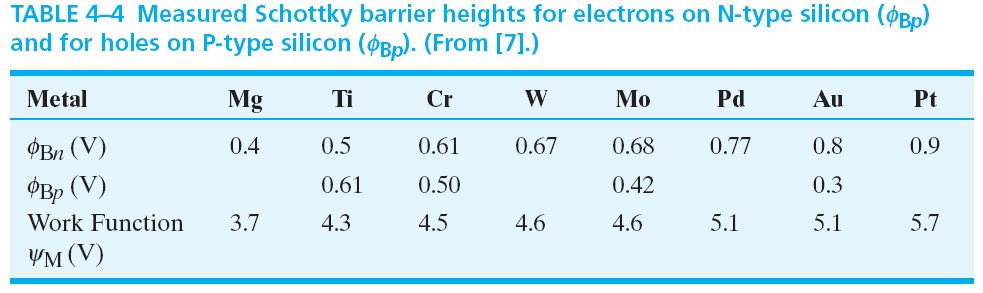 TABLE 4–4 Measured Schottky barrier heights for electrons on N-type silicon (ϕBp)
and for holes on P-type silicon (ϕBp). (From [7].)
Metal Mg Ti Cr W Mo Pd Au Pt
ϕBn (V) 0.4 0.5 0.61 0.67 0.68 0.77 0.8 0.9
ϕBp (V) 0.61 0.50 0.42 0.3
Work Function 3.7 4.3 4.5 4.6 4.6 5.1 5.1 5.7
ψM (V)